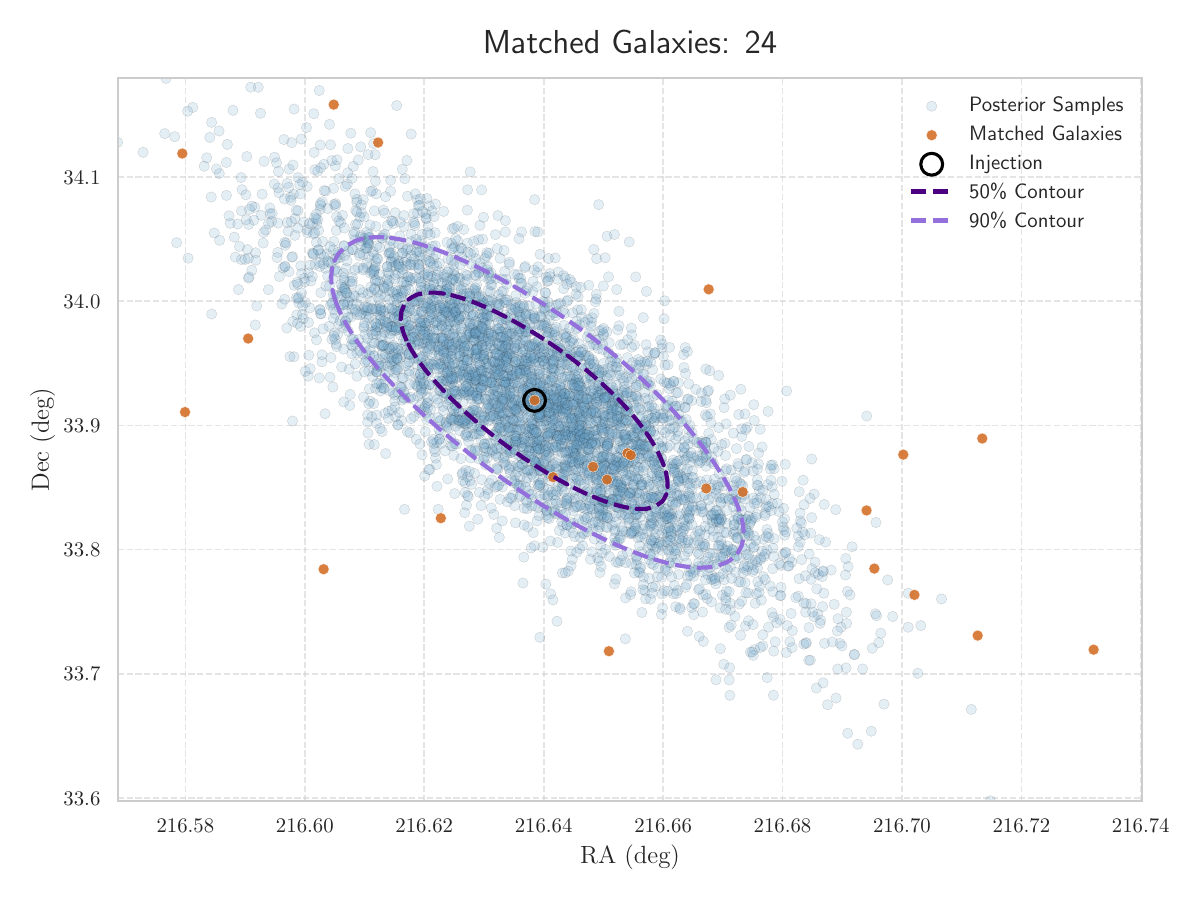 Matched Galaxies: 24
Posterior Samples
Matched Galaxies
Injection
50% Contour
90% Contour
Dec (deg)
34.1
34.0
33.9
33.8
33.7
33.6
216.58 216.60 216.62 216.64 216.66 216.68 216.70 216.72 216.74
RA (deg)